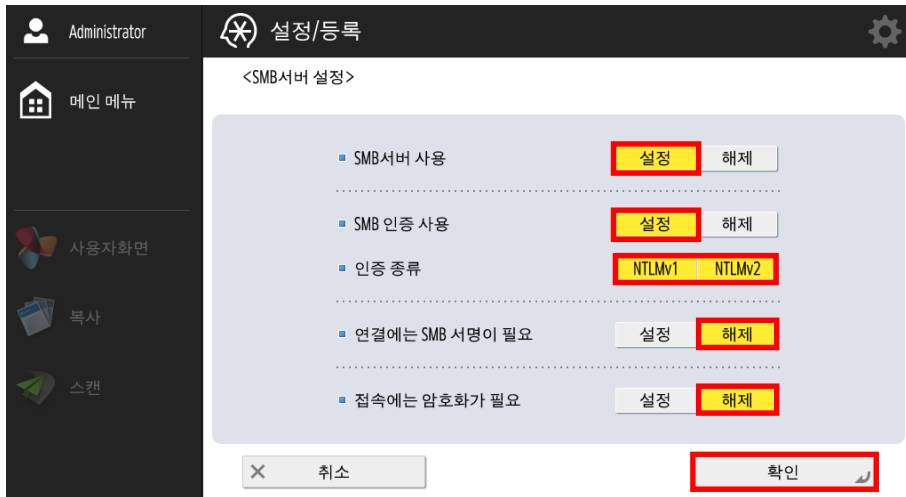 Administrator
설정/등록
<SMB서버 설정>
메인 메뉴
SMB서버 사용 설정 해제
SMB 인증 사용 설정 해제
인증 종류 NTLMv1 NTLMv2
연결에는 SMB 서명이 필요 설정 해제
접속에는 암호화가 필요 설정 해제
사용자화면
복사
스캔
취소
확인